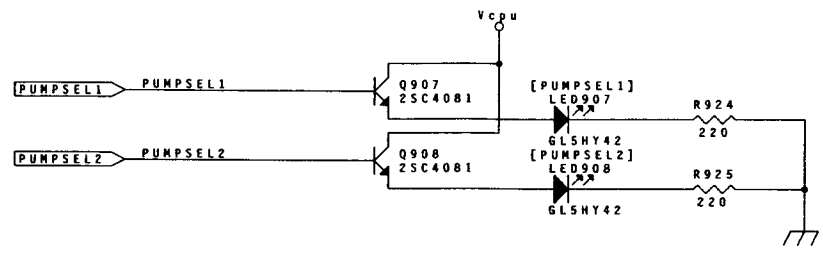 Vcpu
PUMPSEL1 PUMPSEL1 Q907 [PUMPSEL1]
2SC4081 LED907 R924
GL5HY42 220
PUMPSEL2 PUMPSEL2 Q908 [PUMPSEL2]
2SC4081 LED908 R925
GL5HY42 220